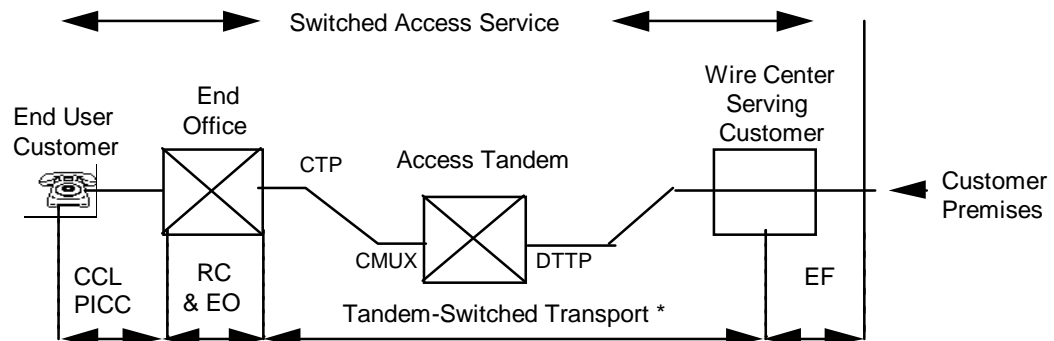 Switched Access Service
Wire Center
Serving
Customer
End
Office
End User
Customer
CTP
Access Tandem
Customer
Premises
CMUX
DTTP
CCL
PICC
RC
& EO
EF
Tandem-Switched Transport *